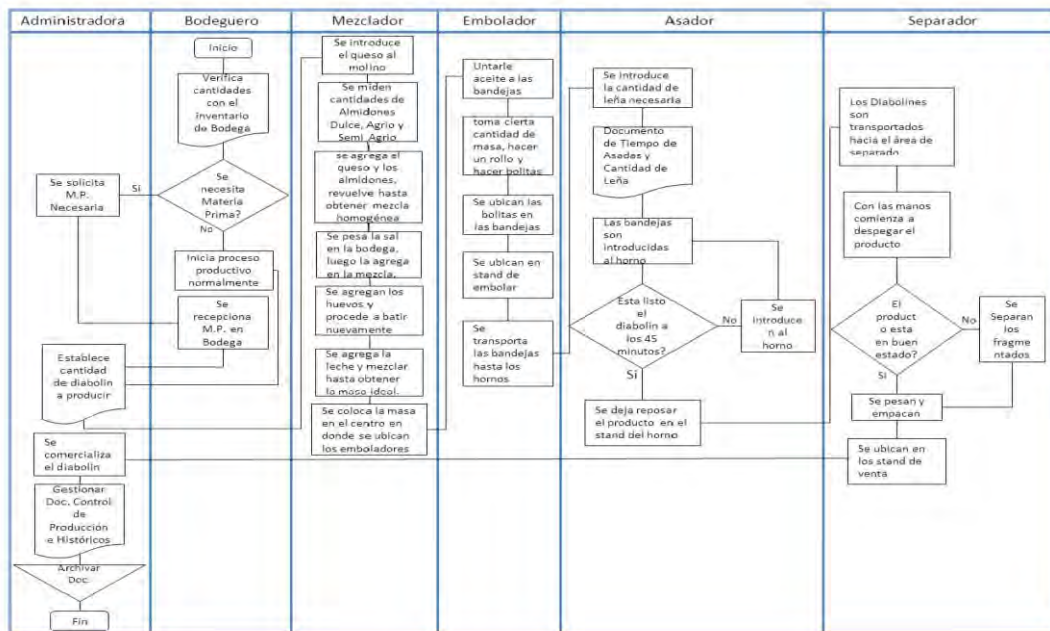 Administradora
Bodeguero
Mezclador
Embolador
Asador
Separador
Se solicita
M.P.
Necesaria
Establece
cantidad
de diabolin
a producir
Se
comercializa
el diabolin
Gestionar
Doc. Control
de
Producción
e Históricos
Archivar
Doc
Fin
Inicio
Verifica
cantidades
con el
Inventario
de Bodega
Si
Se
necesita
Materia
Prima?
No
Inicia proceso
productivo
normalmente
Se
recepciona
M.P. en
Bodega
Se introduce
el queso al
molino
Se miden
cantidades de
Almidones
Dulce, Agrio y
Semi Agrio
se agrega el
queso y los
almidones,
revuelve hasta
obtener mezcla
homogénea
Se pesa la sal
en la bodega,
luego la agrega
en la mezcla.
Se agregan los
huevos y
procede a batir
nuevamente
Se agrega la
leche y mezclar
hasta obtener
la masa ideal.
Se coloca la masa
en el centro en
donde se ubican
los emboladores
Untarle
aceite a las
bandejas
toma cierta
cantidad de
masa, hacer
un rollo y
hacer bolitas
Se ubican las
bolitas en
las bandejas
Se ubican en
stand de
embolar
Se
transporta
las bandejas
hasta los
hornos
Se introduce
la cantidad de
leña necesaria
Documento
de Tiempo de
Asadas y
Cantidad de
Leña
Las bandejas
son
introducidas
al horno
Esta listo
el
diabolin a
los 45
minutos?
No
Se
introduce
n al
horno
Sí
Se deja reposar
el producto en el
stand del horno
Los Diabolines
son
transportados
hacia el área de
separado
Con las manos
comienza a
despegar el
producto
El
product
o esta
en buen
estado?
No
Se
Separan
los
fragme
ntados
Si
Se pesan y
empacan
Se ubican en
los stand de
venta